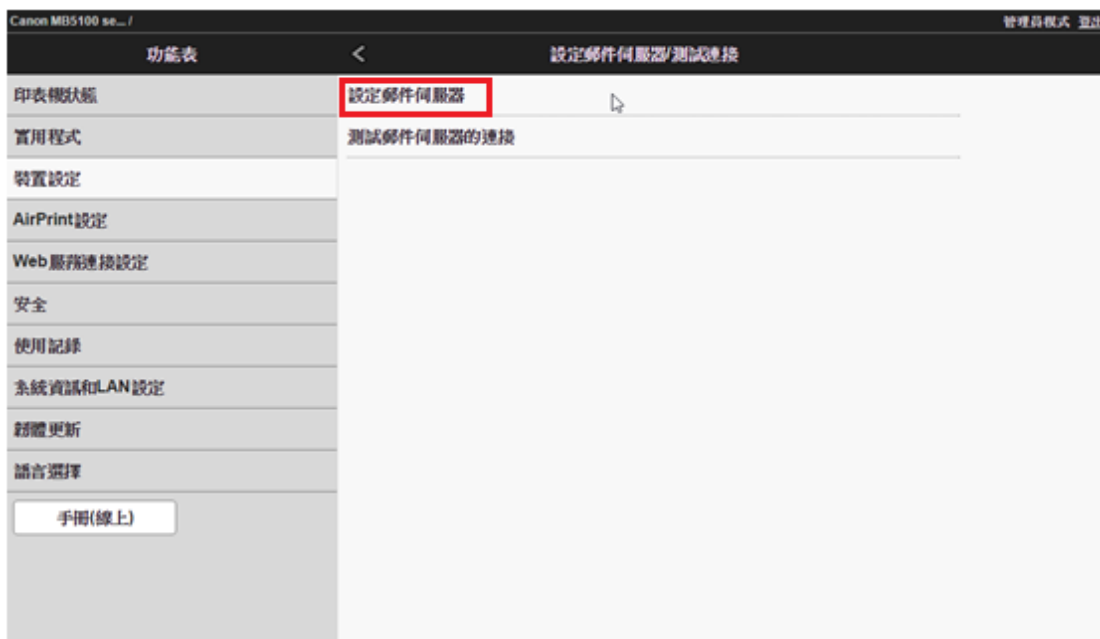 Canon MB5100 se... /
管理員模式 登出
功能表
< 設定郵件伺服器/測試連接
印表機狀態
實用程式
裝置設定
AirPrint設定
Web服務連接設定
安全
使用記錄
系統資訊和LAN設定
韌體更新
語言選擇
手冊(線上)
設定郵件伺服器
測試郵件伺服器的連接